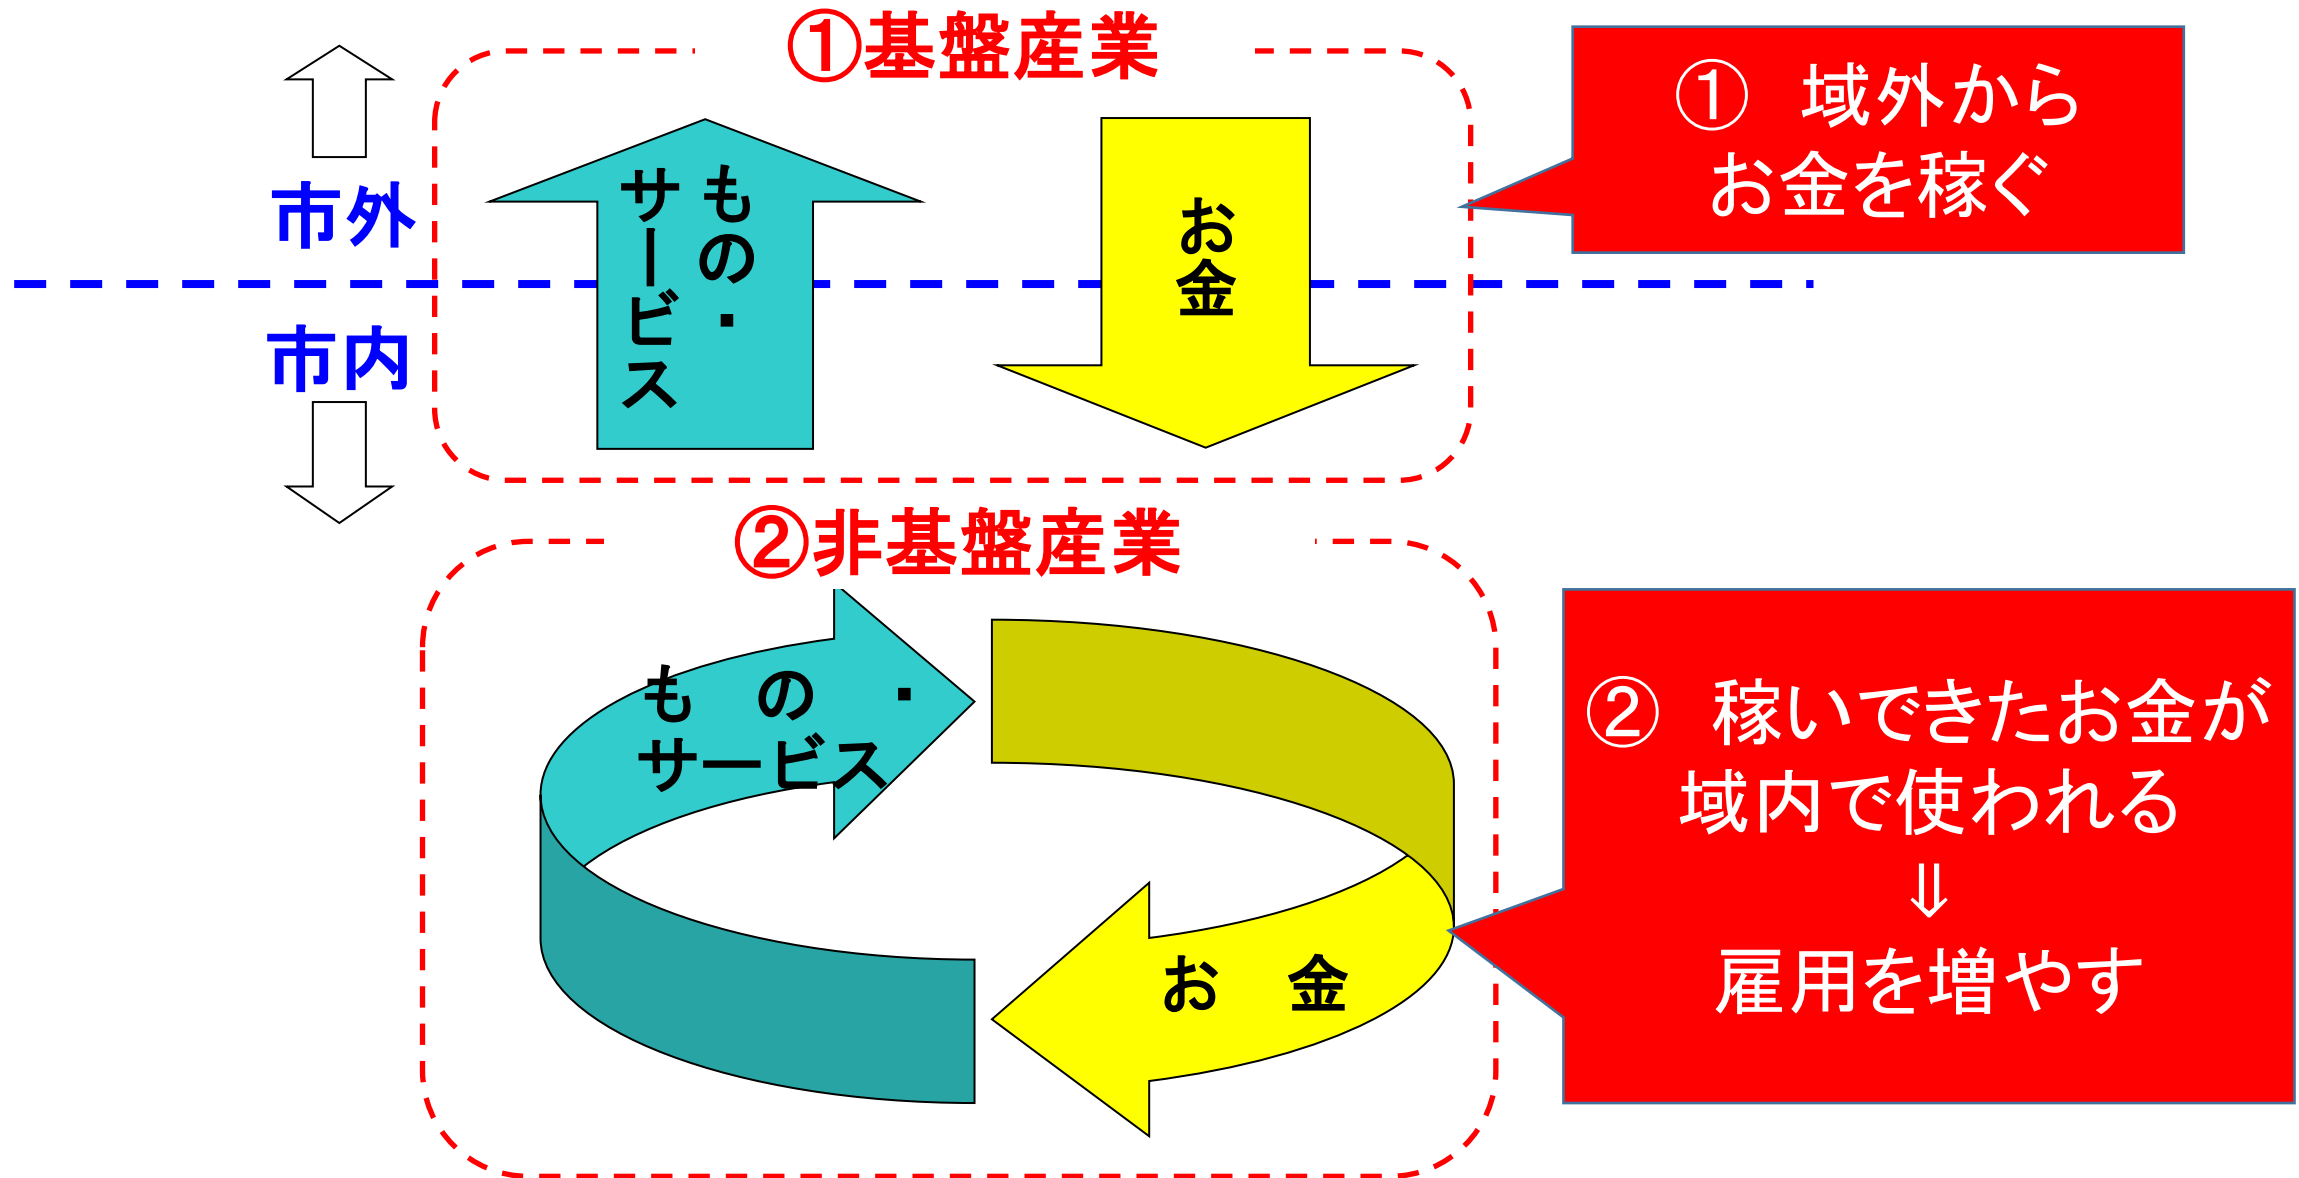 ①基盤産業
市外
市内
もの・
サービス
お金
①　域外から
お金を稼ぐ
②非基盤産業
も　の　・
サービス
お　金
②　稼いできたお金が
域内で使われる
⇓
雇用を増やす